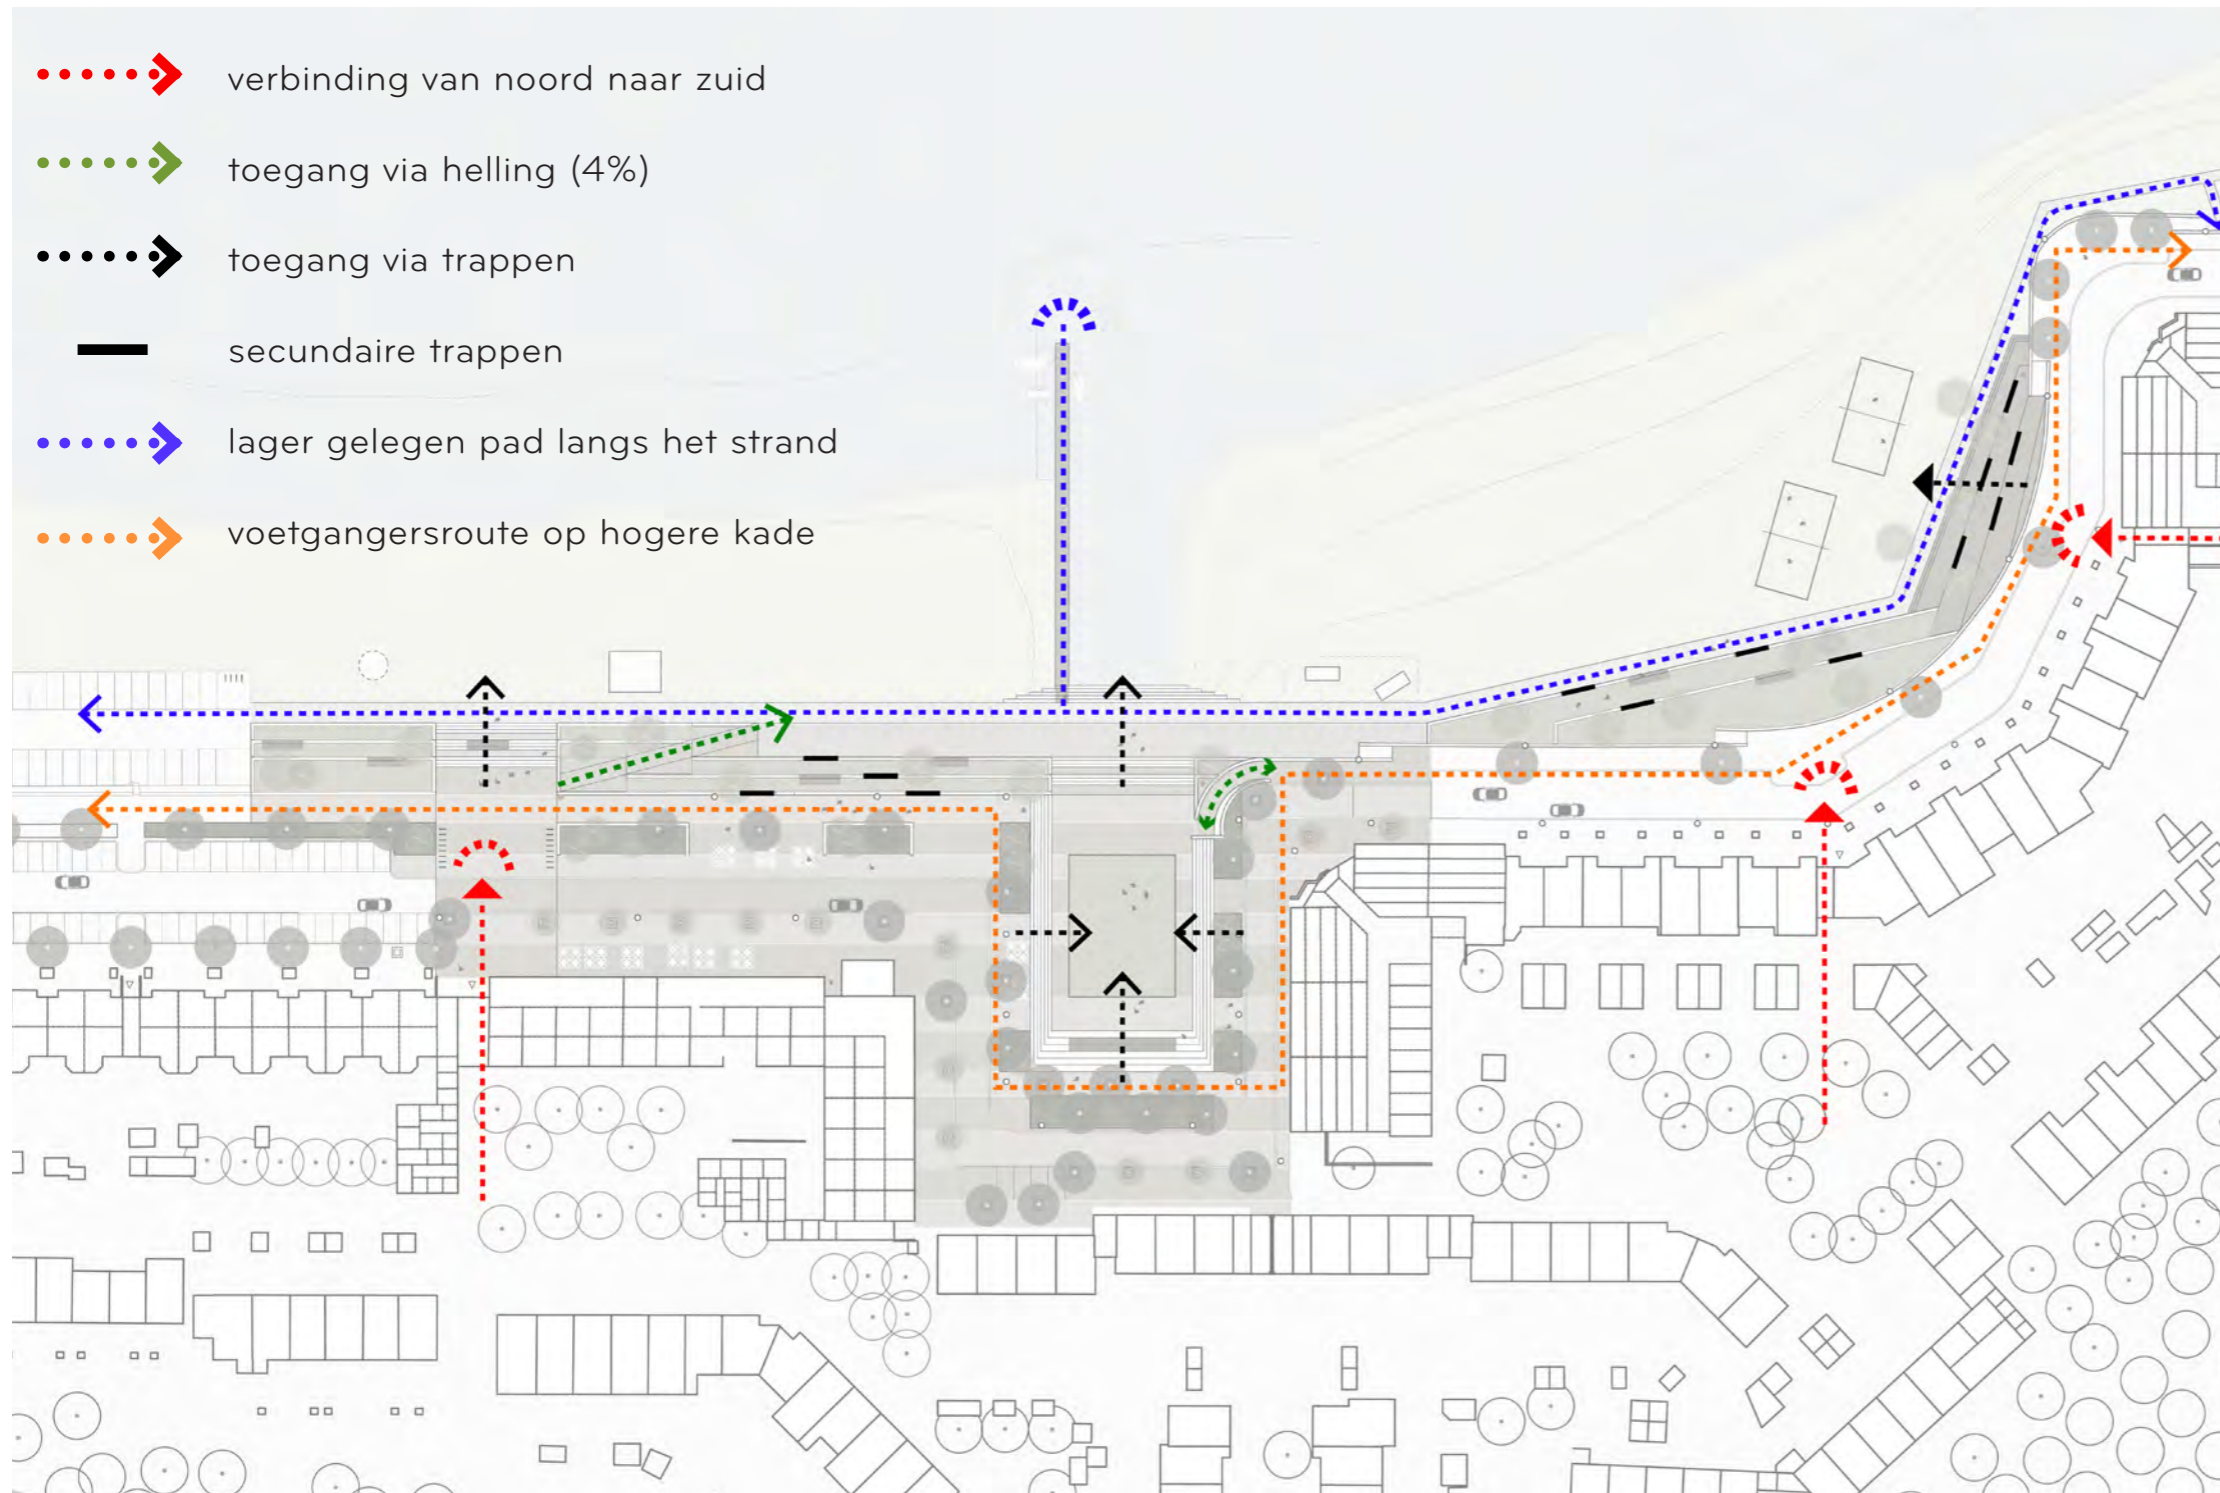 verbinding van noord naar zuid
toegang via helling (4%)
toegang via trappen
secundaire trappen
lager gelegen pad langs het strand
voetgangersroute op hogere kade